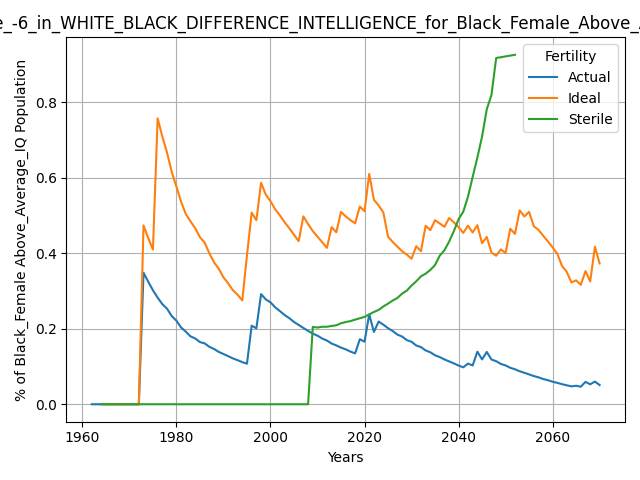 e_-6_in_WHITE_BLACK_DIFFERENCE_INTELLIGENCE_for_Black_Female_Above_
% of Black_Female Above_Average_IQ Population
Fertility
Actual
Ideal
Sterile
0.8
0.6
0.4
0.2
0.0
1960 1980 2000 2020 2040 2060
Years